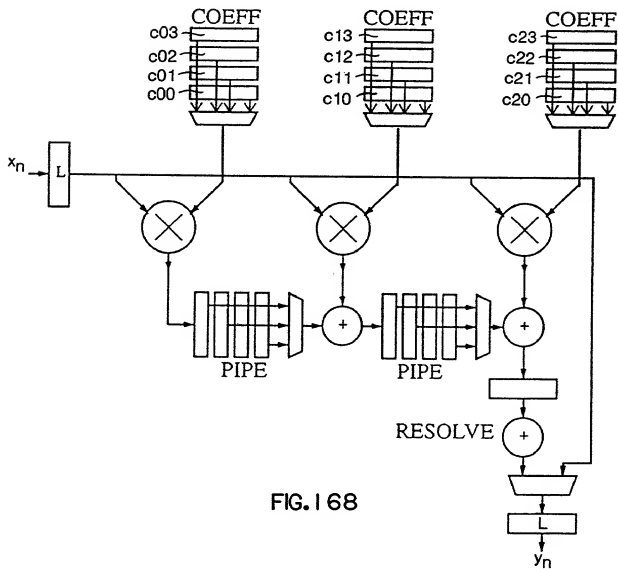 COEFF COEFF COEFF
c03 c13 c23
c02 c12 c22
c01 c11 c21
c00 c10 c20
xn L
+ +
PIPE PIPE
RESOLVE +
FIG.168
L
yn